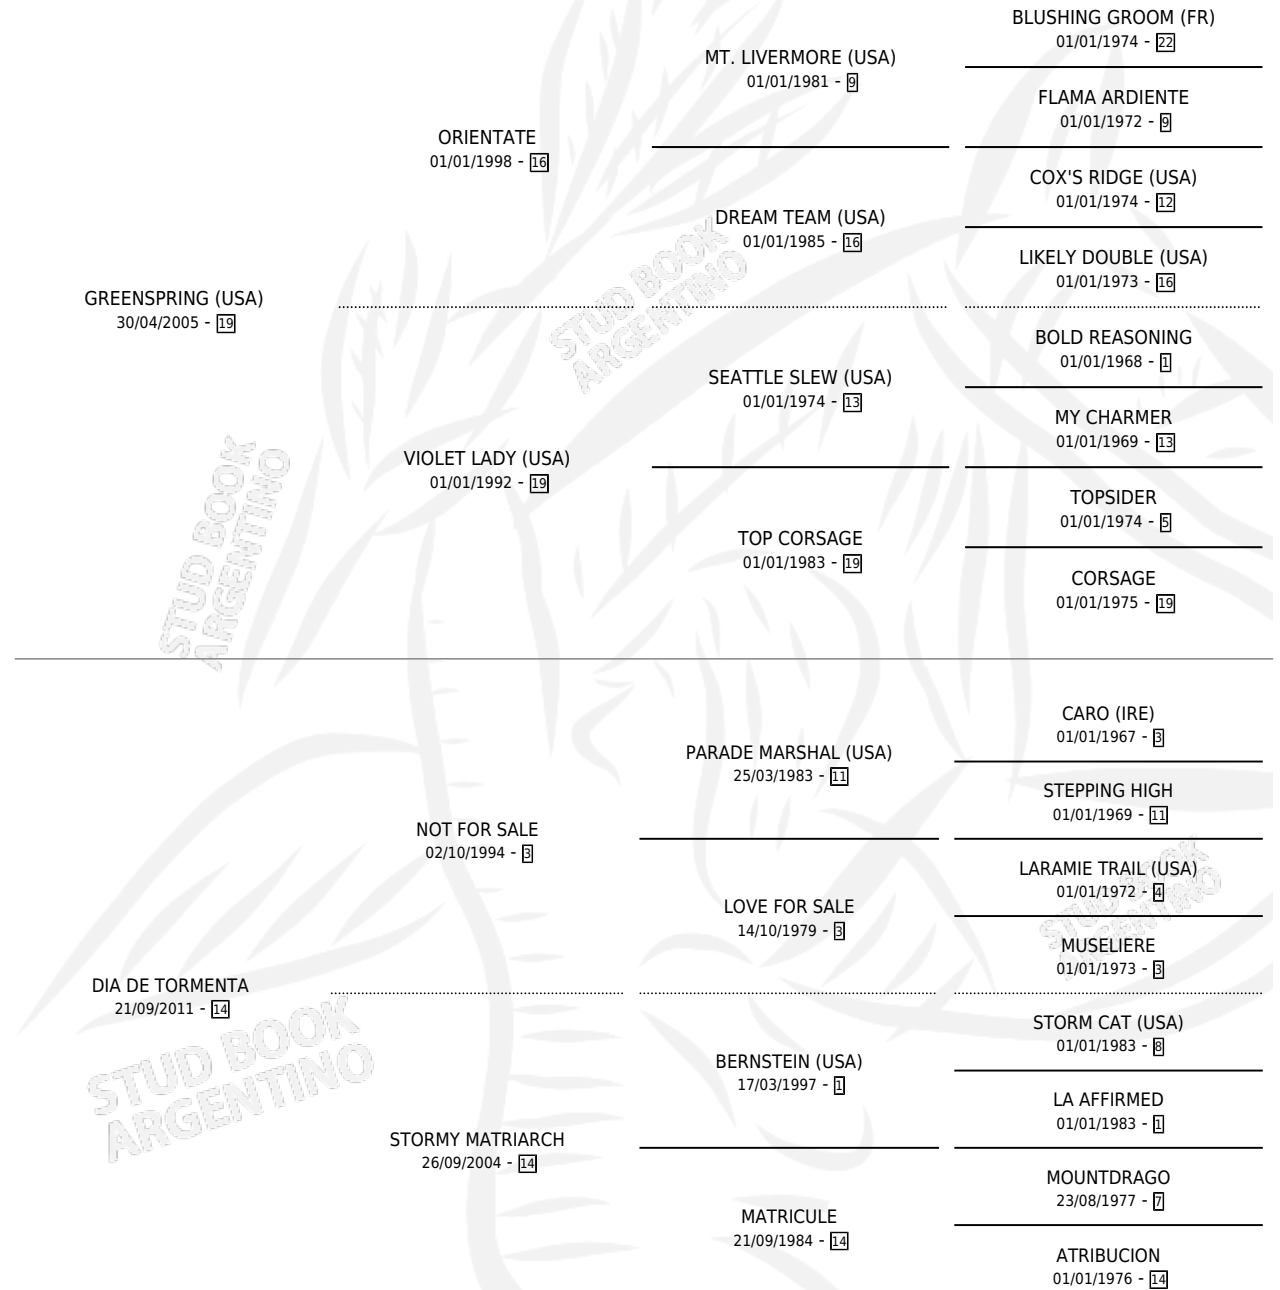 BLUSHING GROOM (FR)
01/01/1974 - 22
MT. LIVERMORE (USA)
01/01/1981 - 9
FLAMA ARDIENTE
01/01/1972 - 9
ORIENTATE
01/01/1998 - 16
COX'S RIDGE (USA)
01/01/1974 - 12
DREAM TEAM (USA)
01/01/1985 - 16
LIKELY DOUBLE (USA)
01/01/1973 - 16
GREENSPRING (USA)
30/04/2005 - 19
STUD BOOK
ARGENTINO
BOLD REASONING
01/01/1968 - 1
SEATTLE SLEW (USA)
01/01/1974 - 13
MY CHARMER
01/01/1969 - 13
VIOLET LADY (USA)
01/01/1992 - 19
TOPSIDER
01/01/1974 - 5
TOP CORSAGE
01/01/1983 - 19
CORSAGE
01/01/1975 - 19
STUD BOOK
ARGENTINO
CARO (IRE)
01/01/1967 - 3
PARADE MARSHAL (USA)
25/03/1983 - 11
STEPPING HIGH
01/01/1969 - 11
NOT FOR SALE
02/10/1994 - 3
LARAMIE TRAIL (USA)
01/01/1972 - 4
LOVE FOR SALE
14/10/1979 - 3
MUSELIERE
01/01/1973 - 3
STUD BOOK
ARGENTINO
DIA DE TORMENTA
21/09/2011 - 14
STORM CAT (USA)
01/01/1983 - 8
BERNSTEIN (USA)
17/03/1997 - 1
LA AFFIRMED
01/01/1983 - 1
STUD BOOK
ARGENTINO
STORMY MATRIARCH
26/09/2004 - 14
MOUNTDRAGO
23/08/1977 - 7
MATRICULE
21/09/1984 - 14
ATRIBUCION
01/01/1976 - 14